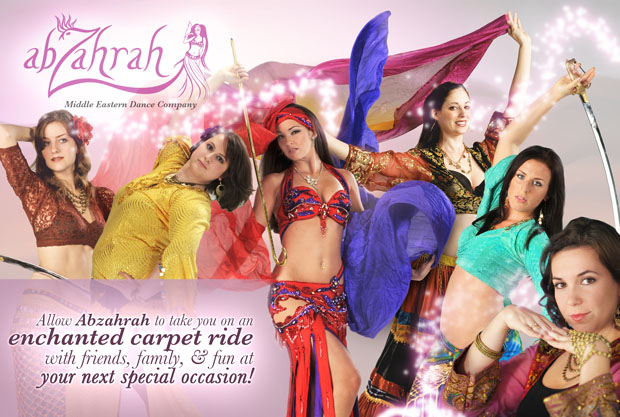 abZahrah
Middle Eastern Dance Company
Allow Abzahrah to take you on an
enchanted carpet ride
with friends, family, & fun at
your next special occasion!